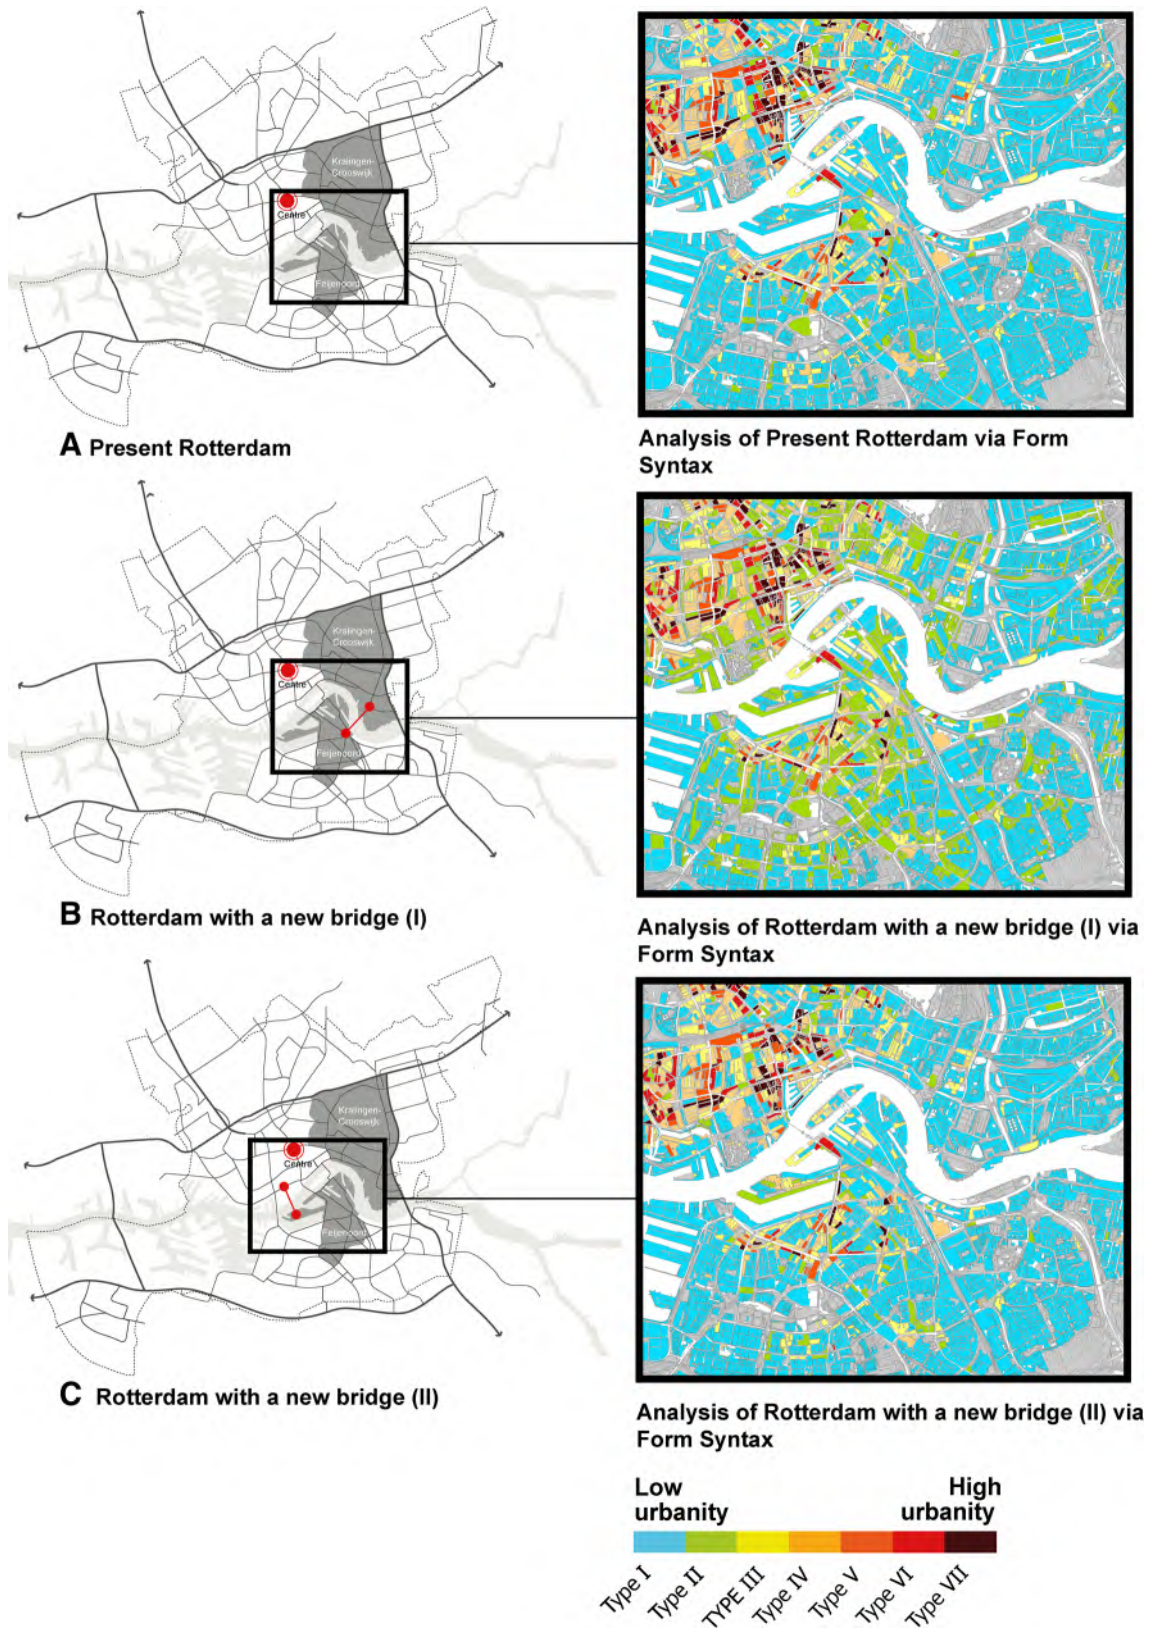 Kralingen-
Crooswijk
Centre
Feijenoord
A Present Rotterdam
Analysis of Present Rotterdam via Form
Syntax
Kralingen-
Crooswijk
Centre
Feijenoord
B Rotterdam with a new bridge (I)
Analysis of Rotterdam with a new bridge (I) via
Form Syntax
Kralingen-
Crooswijk
Centre
Feijenoord
C Rotterdam with a new bridge (II)
Analysis of Rotterdam with a new bridge (II) via
Form Syntax
Low urbanity
High urbanity
Type I
Type II
TYPE III
Type IV
Type V
Type VI
Type VII